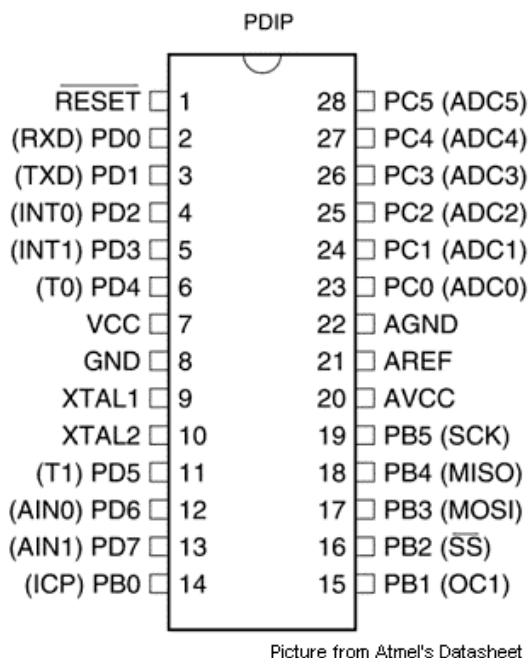 PDIP
RESET 1 28 PC5 (ADC5)
(RXD) PD0 2 27 PC4 (ADC4)
(TXD) PD1 3 26 PC3 (ADC3)
(INT0) PD2 4 25 PC2 (ADC2)
(INT1) PD3 5 24 PC1 (ADC1)
(T0) PD4 6 23 PC0 (ADC0)
VCC 7 22 AGND
GND 8 21 AREF
XTAL1 9 20 AVCC
XTAL2 10 19 PB5 (SCK)
(T1) PD5 11 18 PB4 (MISO)
(AIN0) PD6 12 17 PB3 (MOSI)
(AIN1) PD7 13 16 PB2 (SS)
(ICP) PB0 14 15 PB1 (OC1)
Picture from Atmel's Datasheet